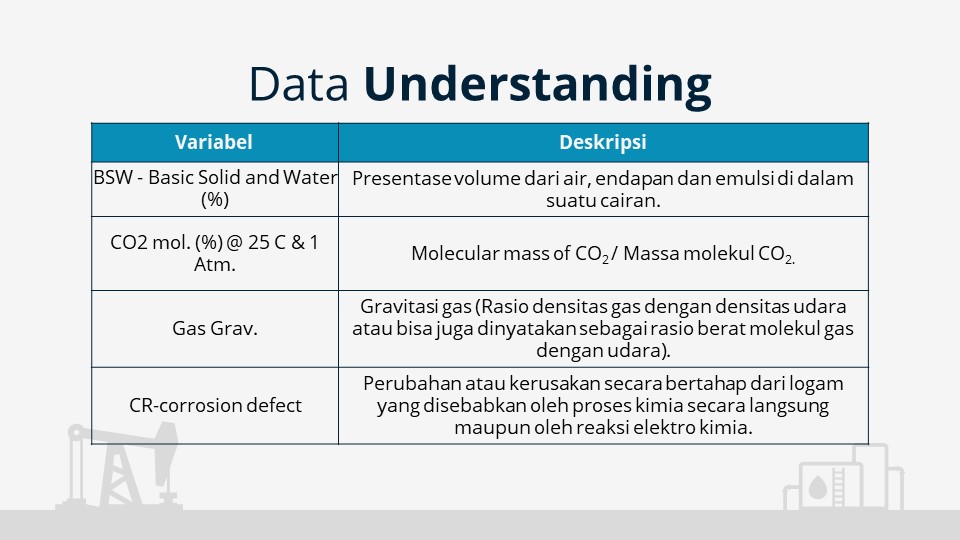 Data Understanding
Variabel
Deskripsi
BSW - Basic Solid and Water
(%)
Presentase volume dari air, endapan dan emulsi di dalam
suatu cairan.
CO2 mol. (%) @ 25 C & 1
Atm.
Molecular mass of CO₂ / Massa molekul CO₂.
Gas Grav.
Gravitasi gas (Rasio densitas gas dengan densitas udara
atau bisa juga dinyatakan sebagai rasio berat molekul gas
dengan udara).
CR-corrosion defect
Perubahan atau kerusakan secara bertahap dari logam
yang disebabkan oleh proses kimia secara langsung
maupun oleh reaksi elektro kimia.